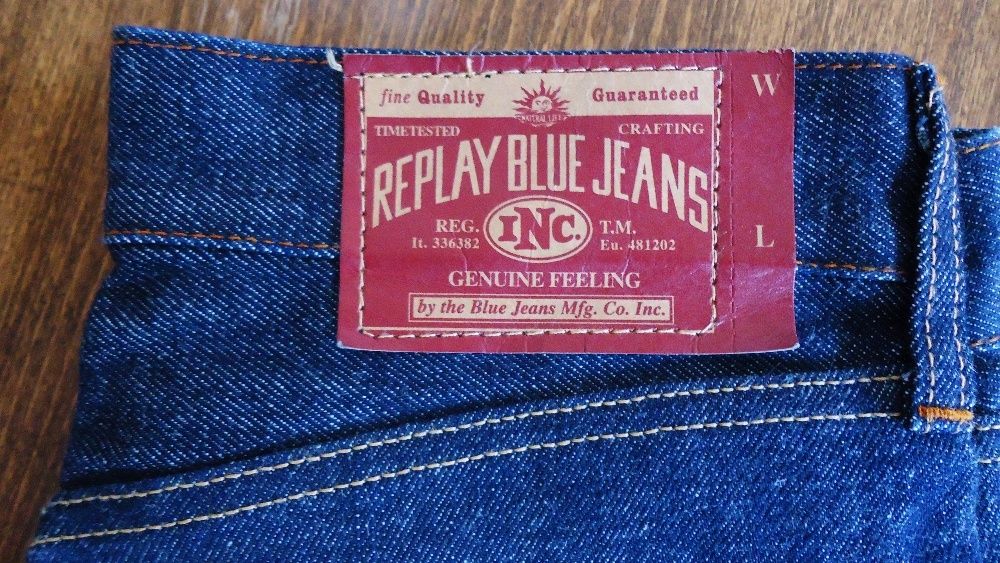 fine Quality Guaranteed
NATURAL LIFE
TIMETESTED CRAFTING
REPLAY BLUE JEANS
REG. INC. T.M.
It. 336382 Eu. 481202
GENUINE FEELING
by the Blue Jeans Mfg. Co. Inc.
W
L